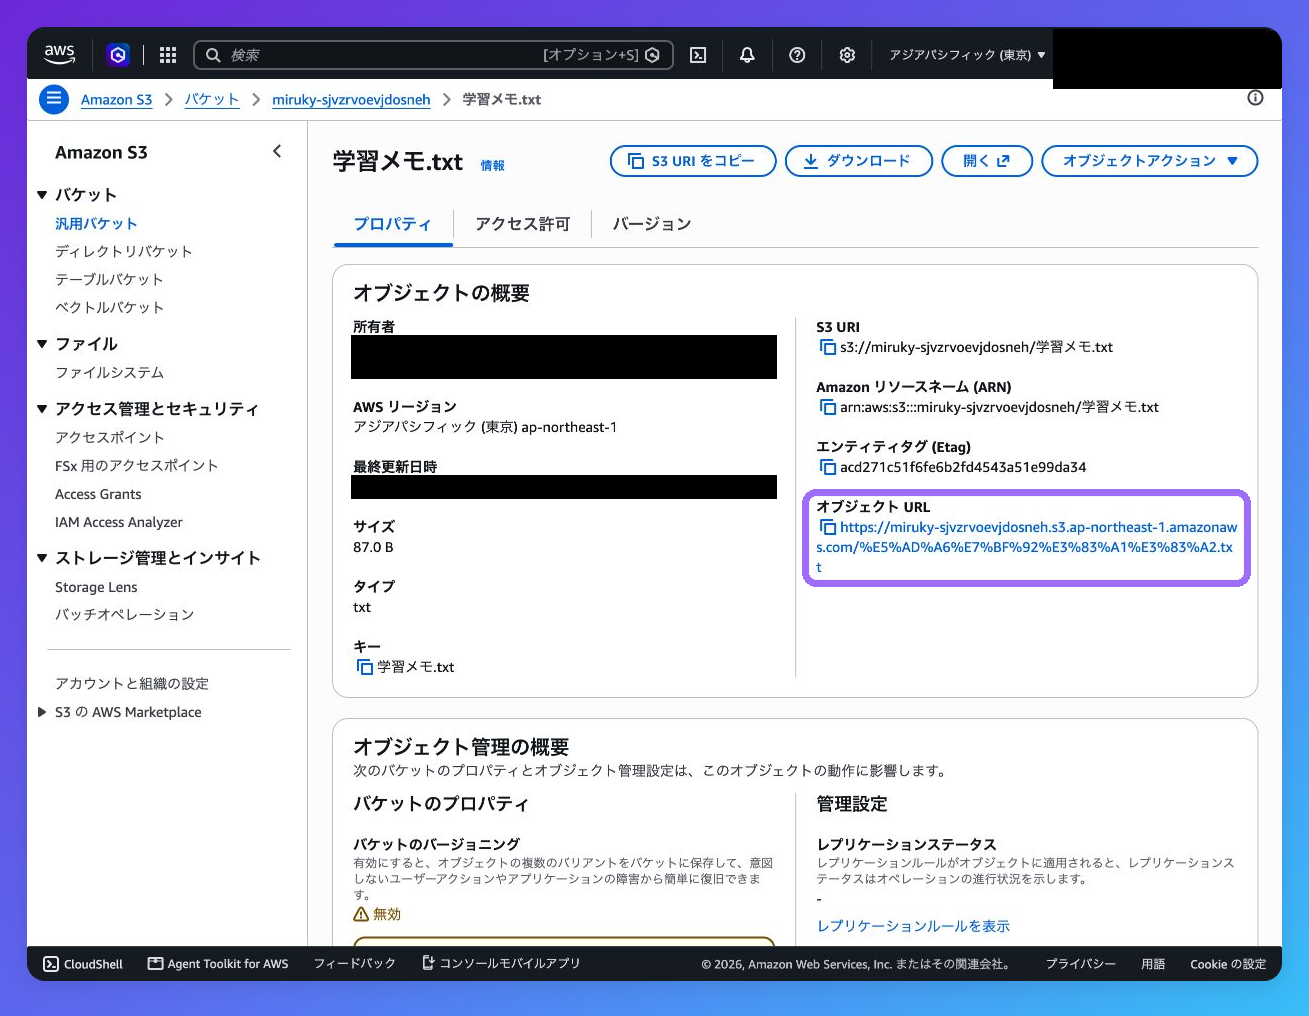 aws
検索
[オプション+S]
アジアパシフィック (東京) ▼
Amazon S3
バケット
miruky-sjvzrvoevjdosneh
学習メモ.txt
Amazon S3
バケット
汎用バケット
ディレクトリバケット
テーブルバケット
ベクトルバケット
ファイル
ファイルシステム
アクセス管理とセキュリティ
アクセスポイント
FSx 用のアクセスポイント
Access Grants
IAM Access Analyzer
ストレージ管理とインサイト
Storage Lens
バッチオペレーション
アカウントと組織の設定
S3 の AWS Marketplace
学習メモ.txt
情報
S3 URI をコピー
ダウンロード
開く
オブジェクトアクション ▼
プロパティ
アクセス許可
バージョン
オブジェクトの概要
所有者
AWS リージョン
アジアパシフィック (東京) ap-northeast-1
最終更新日時
サイズ
87.0 B
タイプ
txt
キー
学習メモ.txt
S3 URI
s3://miruky-sjvzrvoevjdosneh/学習メモ.txt
Amazon リソースネーム (ARN)
arn:aws:s3:::miruky-sjvzrvoevjdosneh/学習メモ.txt
エンティティタグ (Etag)
acd271c51f6fe6b2fd4543a51e99da34
オブジェクト URL
https://miruky-sjvzrvoevjdosneh.s3.ap-northeast-1.amazonaw
s.com/%E5%AD%A6%E7%BF%92%E3%83%A1%E3%83%A2.tx
t
オブジェクト管理の概要
次のバケットのプロパティとオブジェクト管理設定は、このオブジェクトの動作に影響します。
バケットのプロパティ
バケットのバージョニング
有効にすると、オブジェクトの複数のバリアントをバケットに保存して、意図
しないユーザーアクションやアプリケーションの障害から簡単に復旧できま
す。
無効
管理設定
レプリケーションステータス
レプリケーションルールがオブジェクトに適用されると、レプリケーションス
テータスはオペレーションの進行状況を示します。
-
レプリケーションルールを表示
CloudShell
Agent Toolkit for AWS
フィードバック
コンソールモバイルアプリ
© 2026, Amazon Web Services, Inc. またはその関連会社。
プライバシー
用語
Cookie の設定